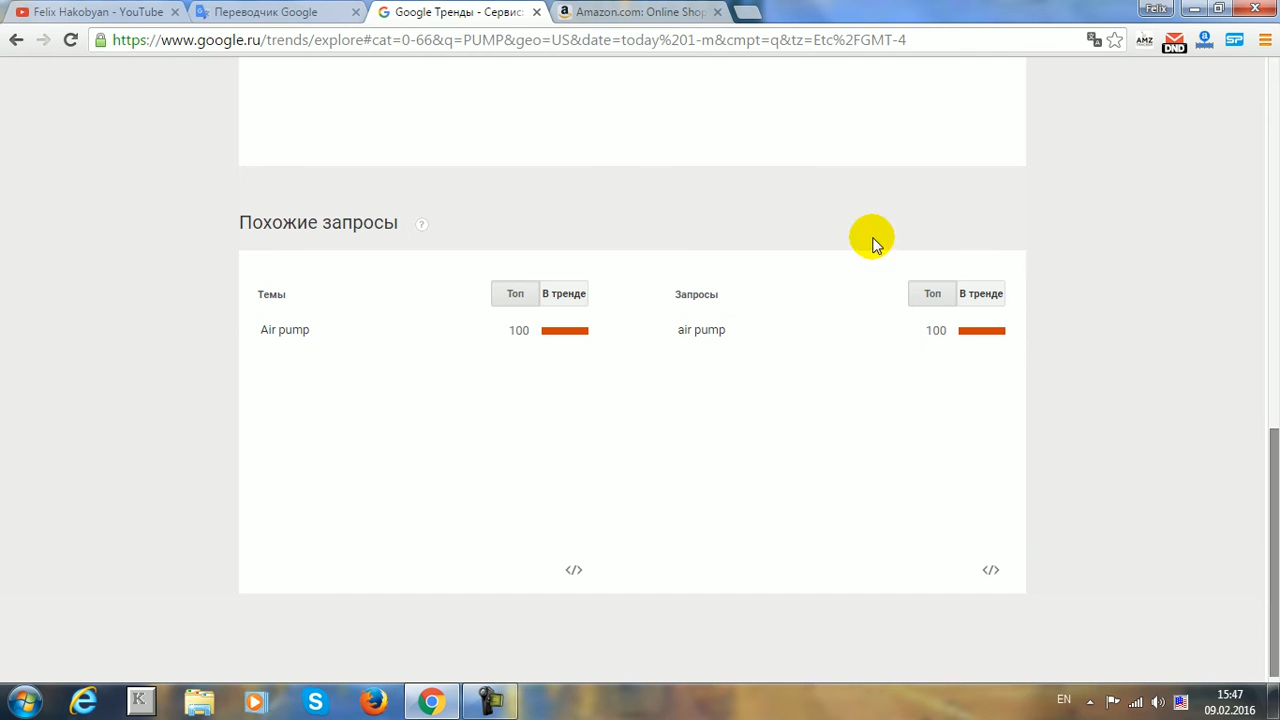 Felix Hakobyan - YouTube
Переводчик Google
Google Тренды - Сервис
Amazon.com: Online Shop
Felix
https://www.google.ru/trends/explore#cat=0-66&q=PUMP&geo=US&date=today%201-m&cmpt=q&tz=Etc%2FGMT-4
AMZ
DND
a
SP
Похожие запросы ?
Темы
Топ
В тренде
Запросы
Топ
В тренде
Air pump
100
air pump
100
</>
</>
K
EN
15:47
09.02.2016